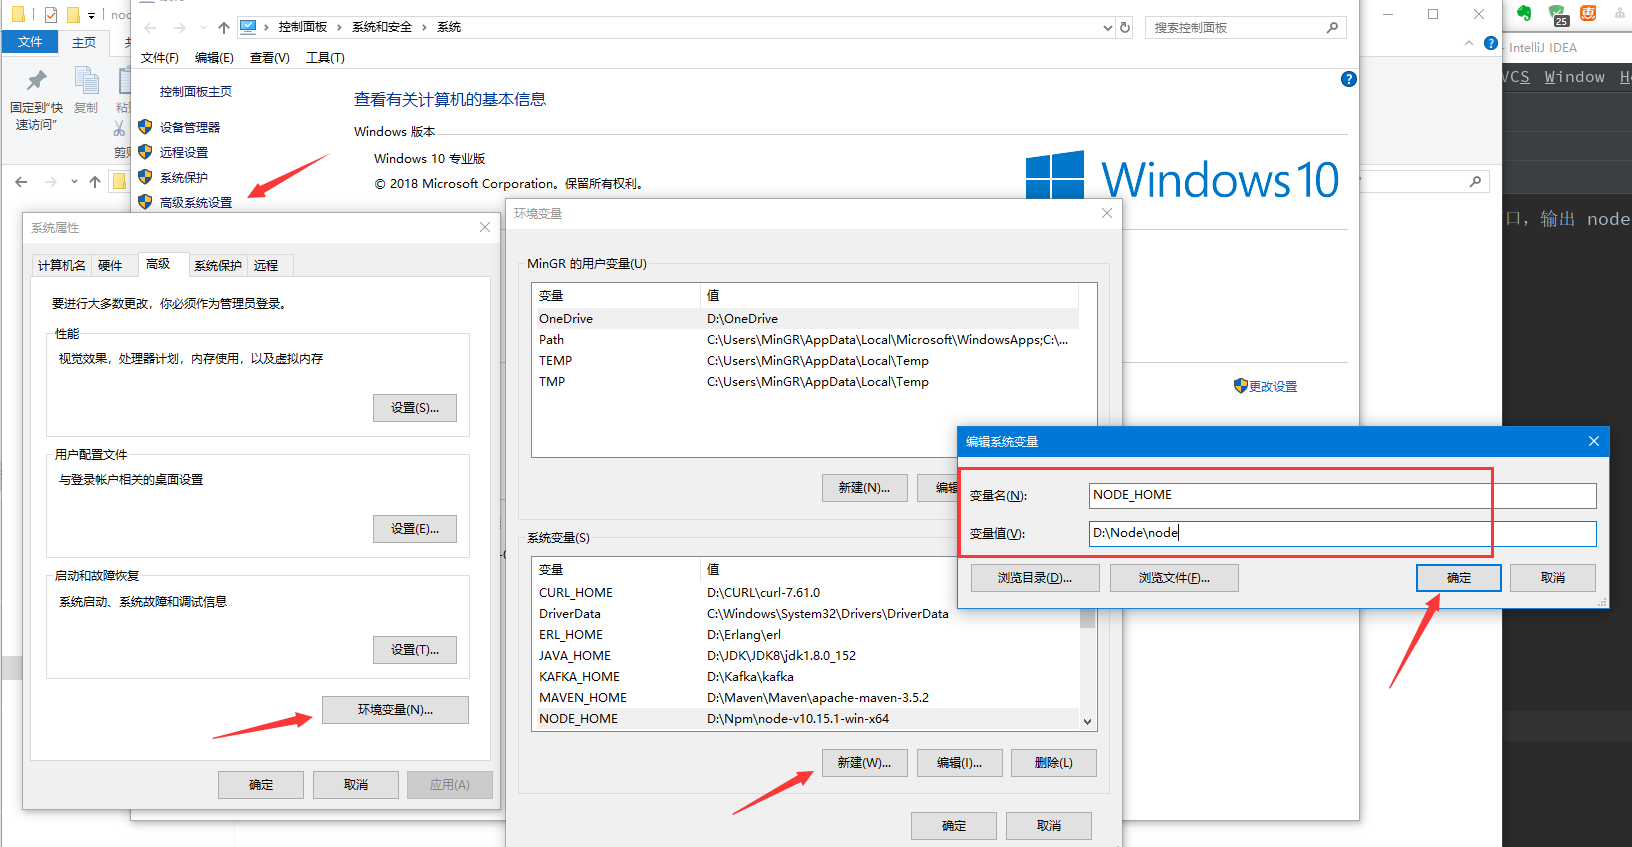 控制面板
系统和安全
系统
搜索控制面板
文件
主页
文件(F)
编辑(E)
查看(V)
工具(T)
25
IntelliJ IDEA
VCS
Window
固定到"快
速访问"
复制
控制面板主页
设备管理器
远程设置
系统保护
高级系统设置
查看有关计算机的基本信息
Windows 版本
Windows 10 专业版
© 2018 Microsoft Corporation。保留所有权利。
Windows 10
更改设置
口，输出 node
系统属性
计算机名
硬件
高级
系统保护
远程
要进行大多数更改，你必须作为管理员登录。
性能
视觉效果，处理器计划，内存使用，以及虚拟内存
设置(S)...
用户配置文件
与登录帐户相关的桌面设置
设置(E)...
启动和故障恢复
系统启动、系统故障和调试信息
设置(T)...
环境变量(N)...
确定
取消
应用(A)
环境变量
MinGR 的用户变量(U)
变量 值
OneDrive D:\OneDrive
Path C:\Users\MinGR\AppData\Local\Microsoft\WindowsApps;C:\...
TEMP C:\Users\MinGR\AppData\Local\Temp
TMP C:\Users\MinGR\AppData\Local\Temp
新建(N)...
编辑
系统变量(S)
变量 值
CURL_HOME D:\CURL\curl-7.61.0
DriverData C:\Windows\System32\Drivers\DriverData
ERL_HOME D:\Erlang\erl
JAVA_HOME D:\JDK\JDK8\jdk1.8.0_152
KAFKA_HOME D:\Kafka\kafka
MAVEN_HOME D:\Maven\Maven\apache-maven-3.5.2
NODE_HOME D:\Npm\node-v10.15.1-win-x64
新建(W)...
编辑(I)...
删除(L)
确定
取消
编辑系统变量
变量名(N): NODE_HOME
变量值(V): D:\Node\node
浏览目录(D)...
浏览文件(F)...
确定
取消